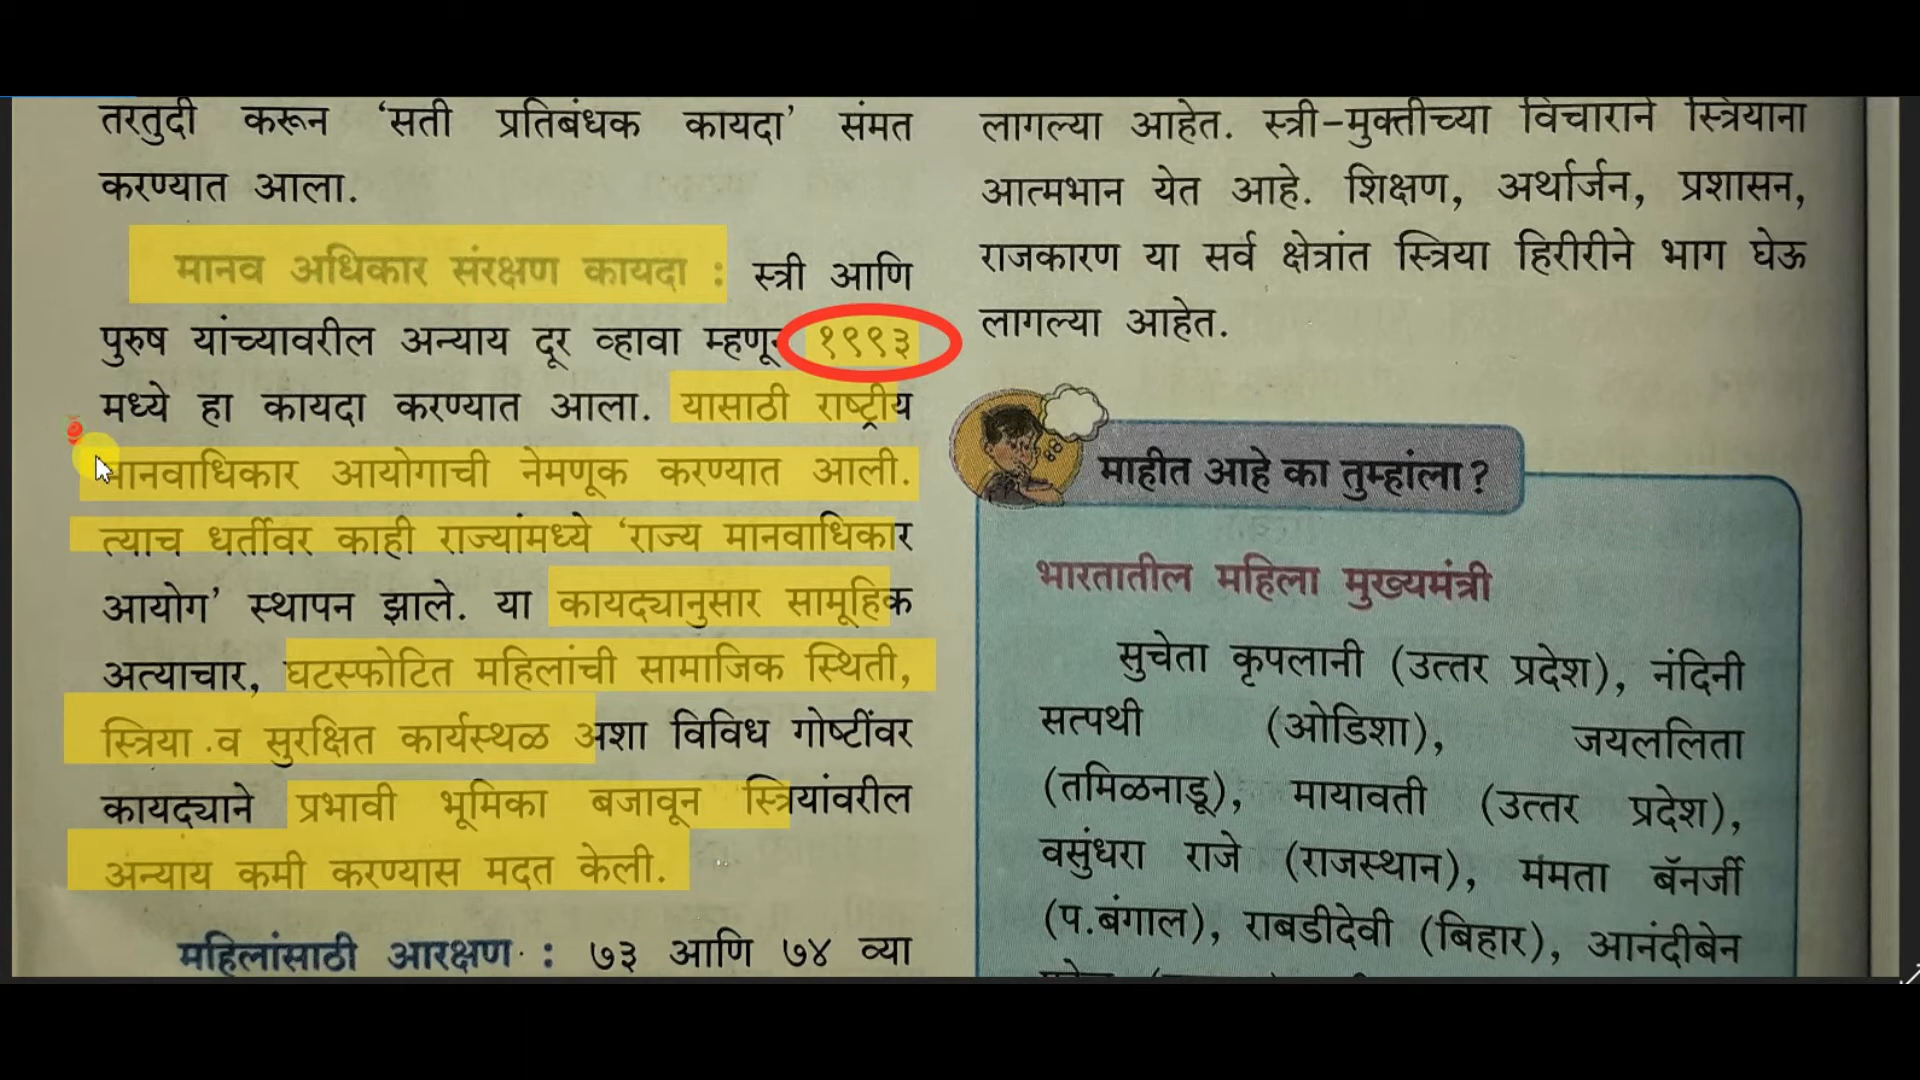 तरतुदी करून ‘सती प्रतिबंधक कायदा’ संमत
करण्यात आला.
मानव अधिकार संरक्षण कायदा : स्त्री आणि
पुरुष यांच्यावरील अन्याय दूर व्हावा १९९३
मध्ये हा कायदा करण्यात आला. यासाठी राष्ट्रीय
मानवाधिकार आयोगाची नेमणूक करण्यात आली.
त्याच धर्तीवर काही राज्यांमध्ये ‘राज्य मानवाधिकार
आयोग’ स्थापन झाले. या कायद्यानुसार सामूहिक
अत्याचार, घटस्फोटित महिलांची सामाजिक स्थिती,
स्त्रिया व सुरक्षित कार्यस्थळ अशा विविध गोष्टींवर
कायद्याने प्रभावी भूमिका बजावून स्त्रियांवरील
अन्याय कमी करण्यास मदत केली.
महिलांसाठी आरक्षण : ७३ आणि ७४ व्या
लागल्या आहेत. स्त्री-मुक्तीच्या विचाराने स्त्रियांना
आत्मभान येत आहे. शिक्षण, अर्थार्जन, प्रशासन,
राजकारण या सर्व क्षेत्रांत स्त्रिया हिरीरीने भाग घेऊ
लागल्या आहेत.
माहीत आहे का तुम्हांला?
भारतातील महिला मुख्यमंत्री
सुचेता कृपलानी (उत्तर प्रदेश), नंदिनी
सत्पथी (ओडिशा), जयललिता
(तमिळनाडू), मायावती (उत्तर प्रदेश),
वसुंधरा राजे (राजस्थान), ममता बॅनर्जी
(प.बंगाल), राबडीदेवी (बिहार), आनंदीबेन